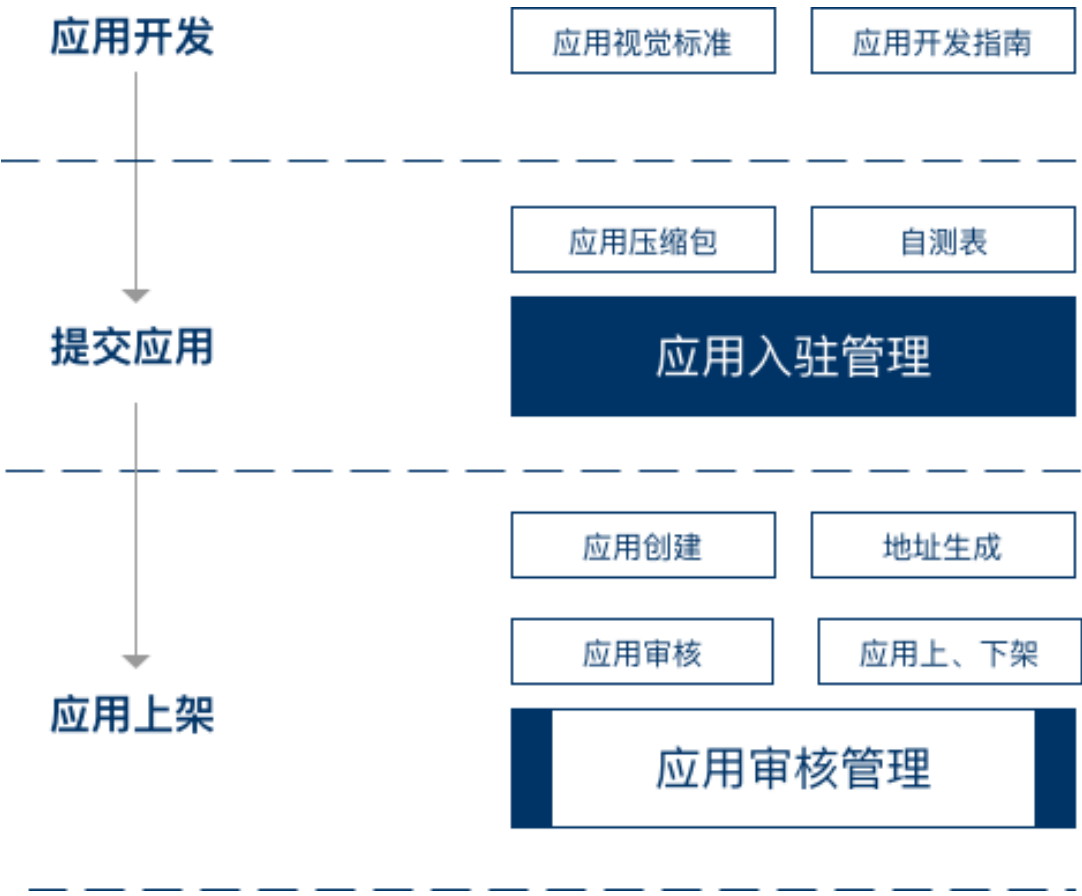 应用开发
应用视觉标准
应用开发指南
应用压缩包
自测表
提交应用
应用入驻管理
应用创建
地址生成
应用审核
应用上、下架
应用上架
应用审核管理